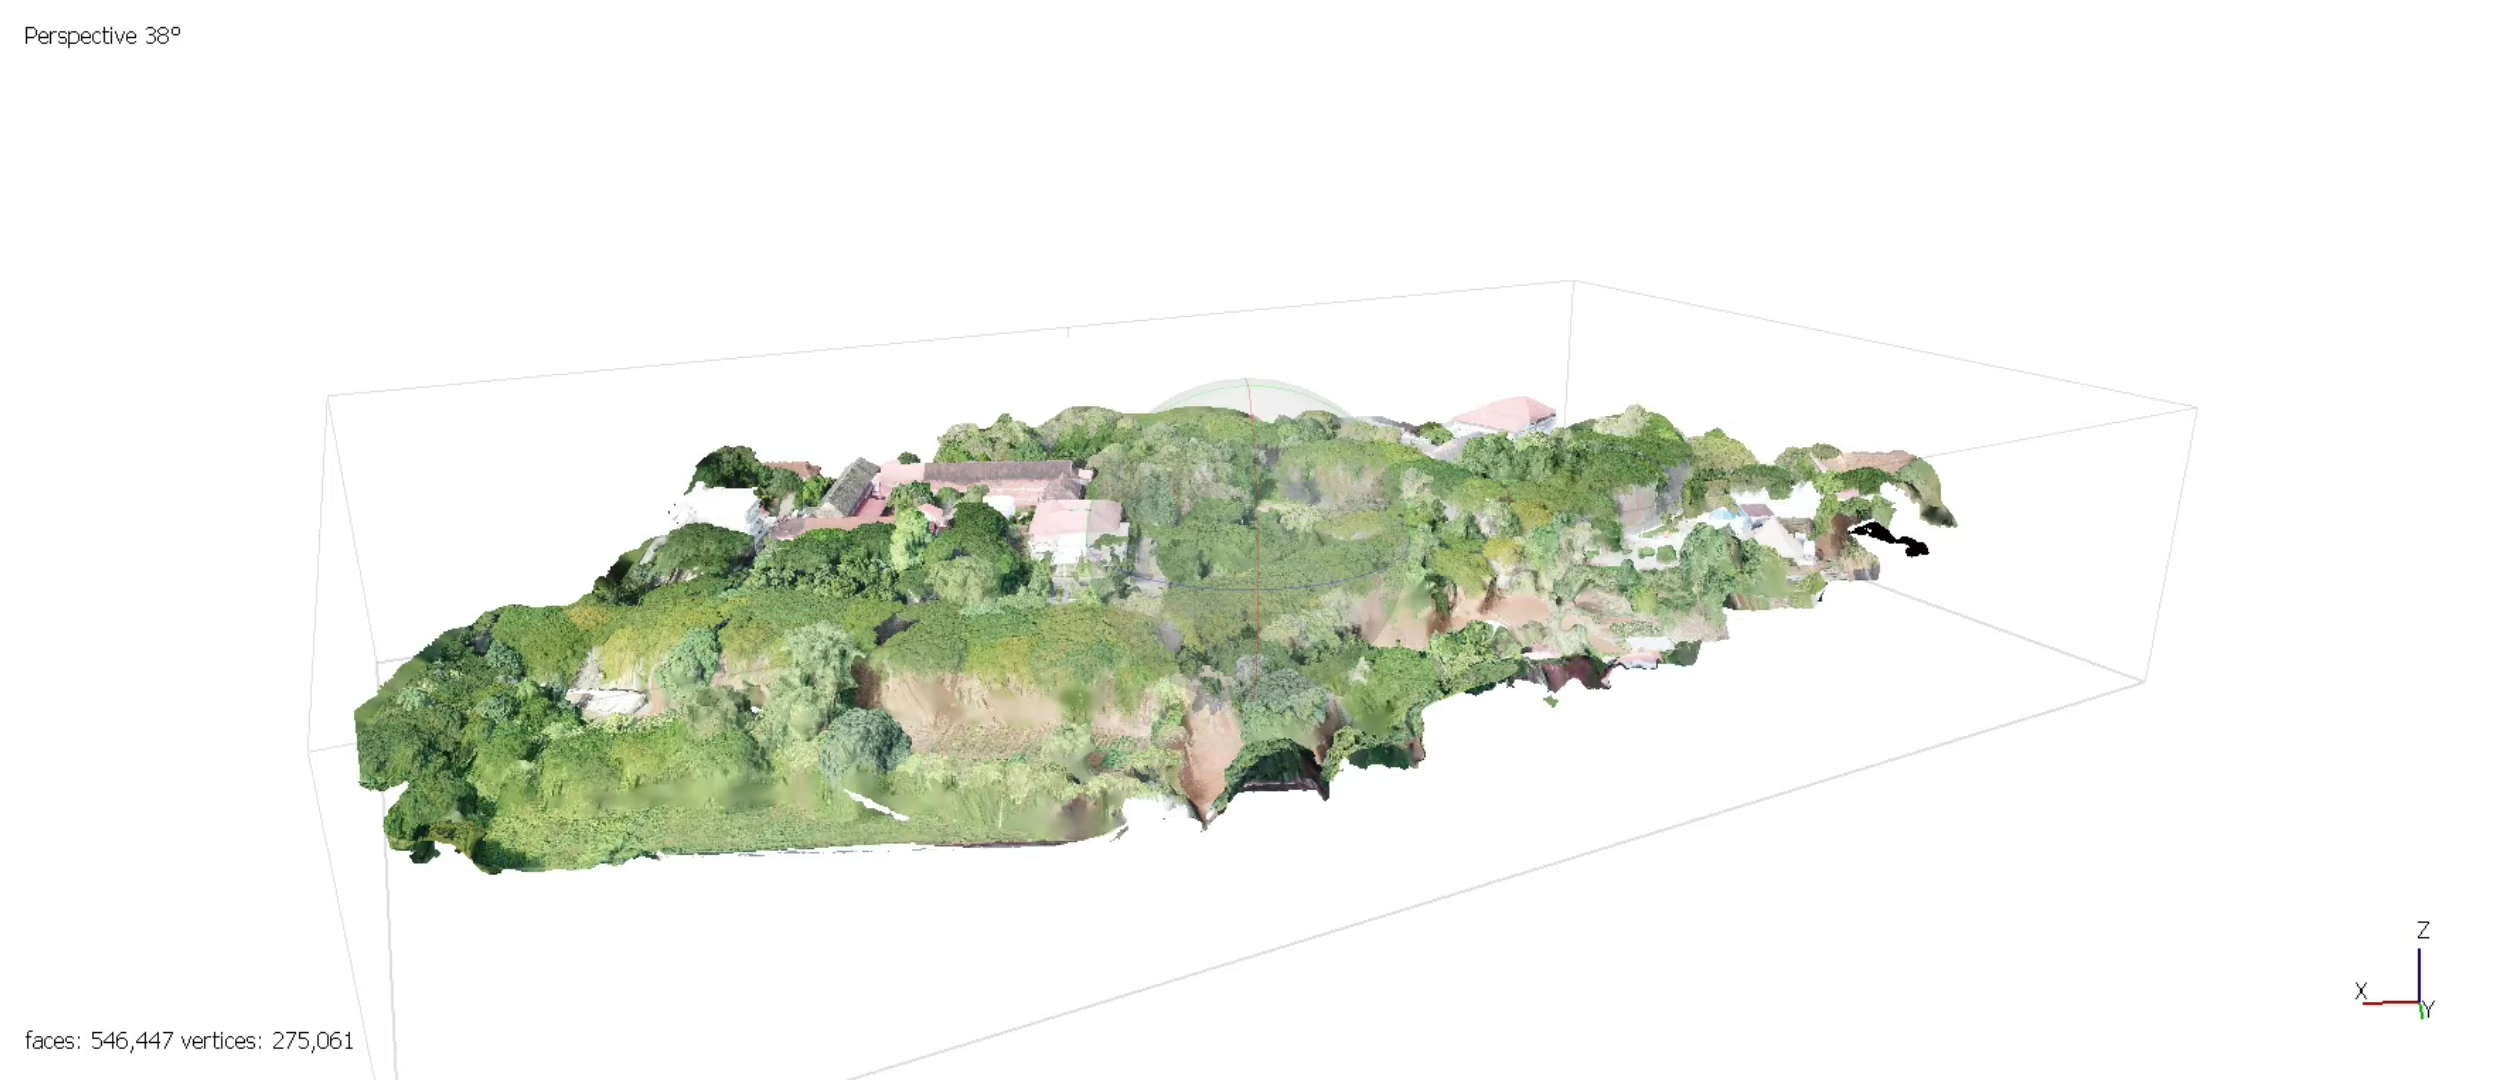 Perspective 38°
Z
X
Y
faces: 546,447 vertices: 275,061